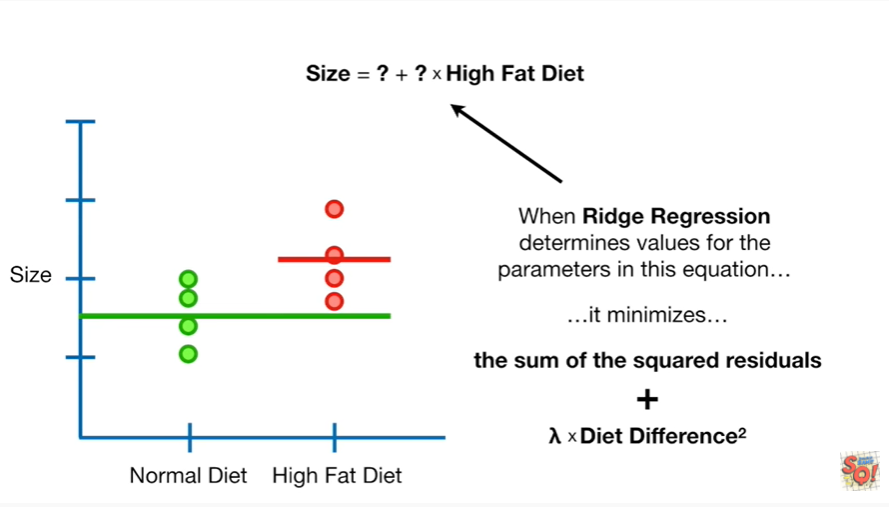 Size = ? + ? × High Fat Diet
When Ridge Regression
determines values for the
parameters in this equation…
…it minimizes…
the sum of the squared residuals
+
λ × Diet Difference²
Size
Normal Diet
High Fat Diet
SO!